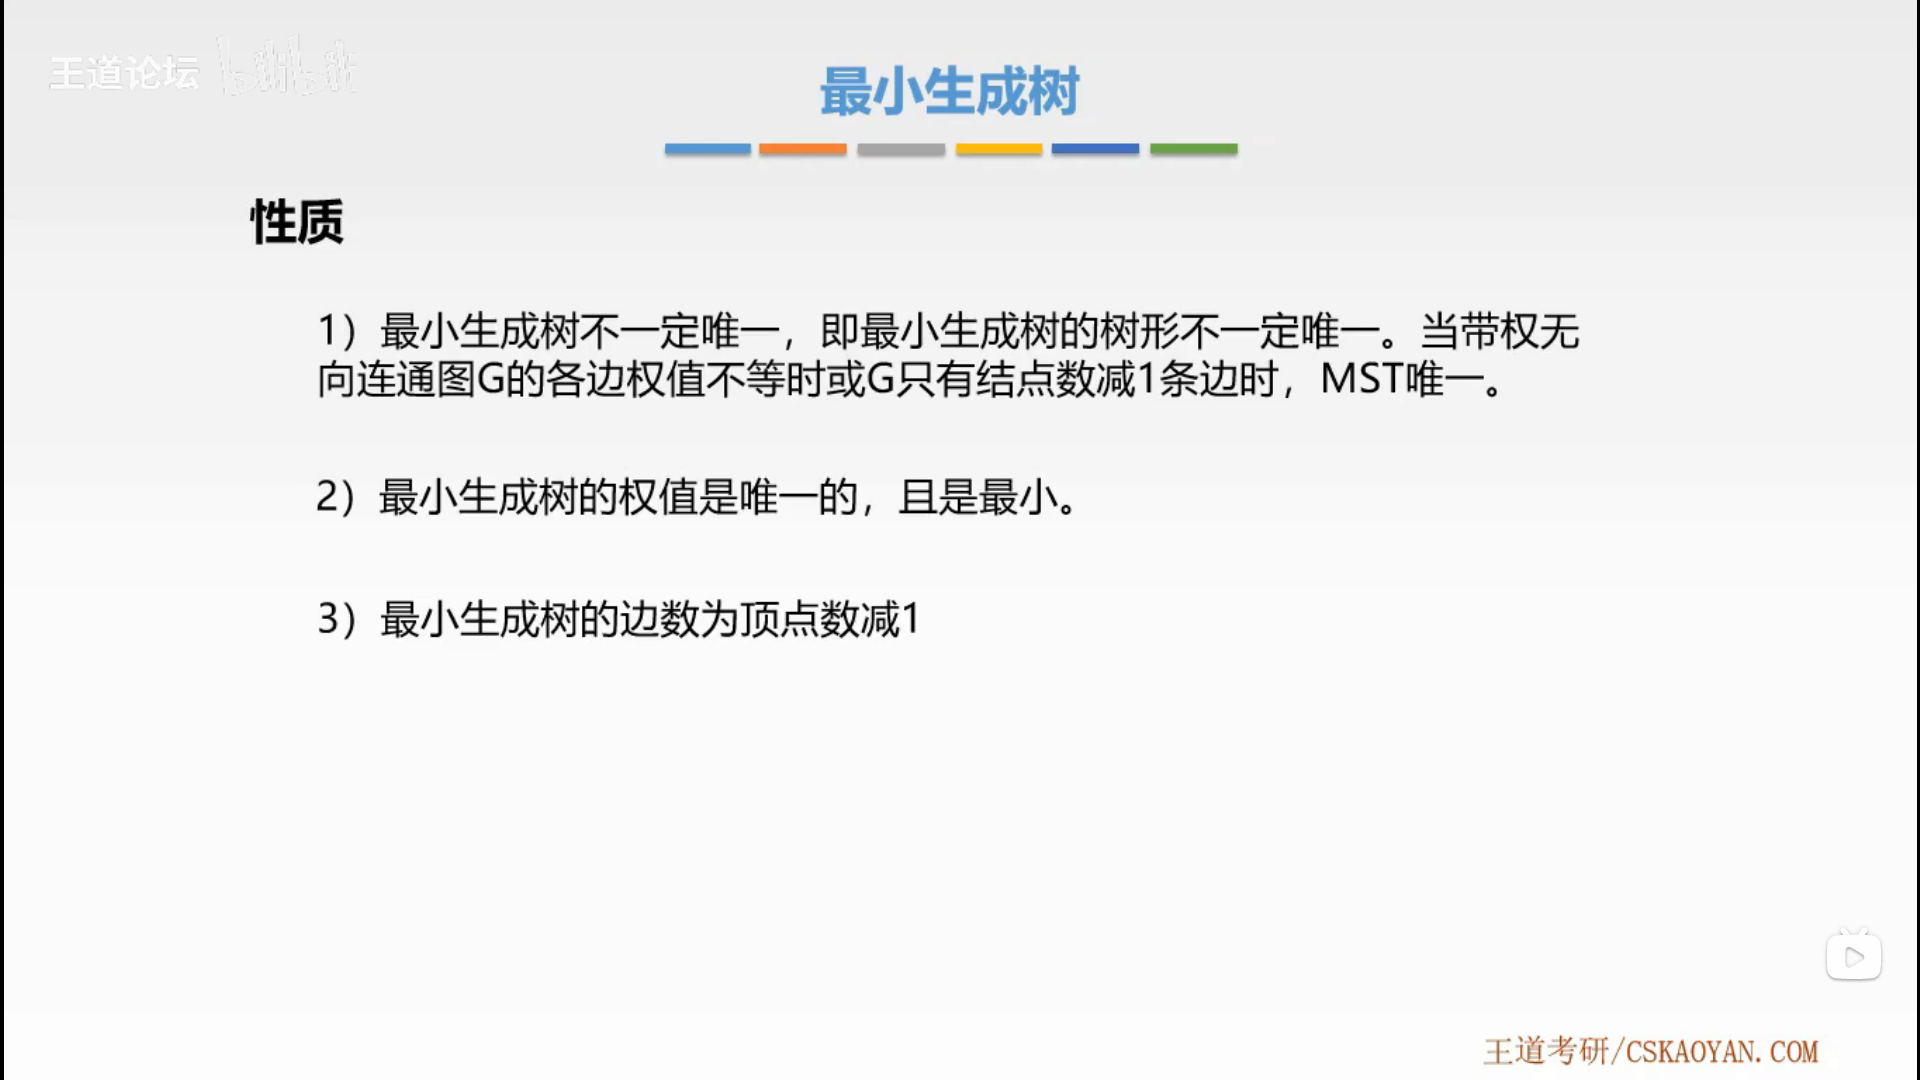 王道论坛 bilibili
最小生成树
性质
1）最小生成树不一定唯一，即最小生成树的树形不一定唯一。当带权无
向连通图G的各边权值不等时或G只有结点数减1条边时，MST唯一。
2）最小生成树的权值是唯一的，且是最小。
3）最小生成树的边数为顶点数减1
王道考研/CSKAOYAN.COM